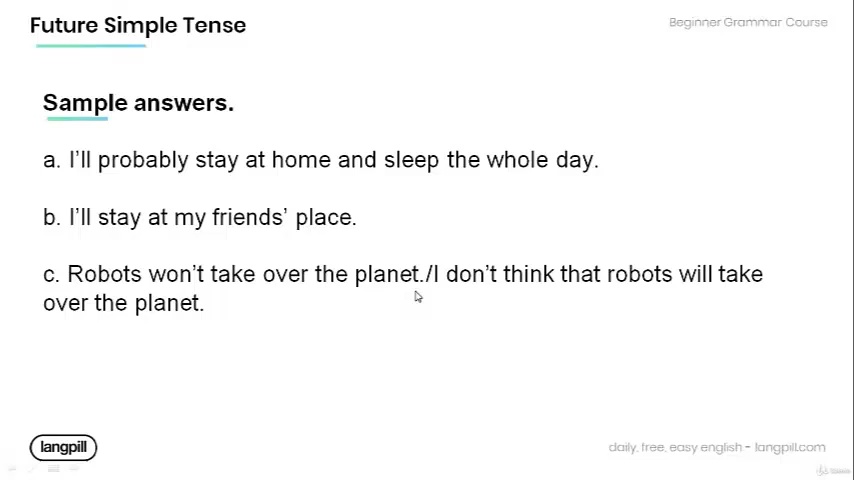 Future Simple Tense
Beginner Grammar Course
Sample answers.
a. I’ll probably stay at home and sleep the whole day.
b. I’ll stay at my friends’ place.
c. Robots won’t take over the planet./I don’t think that robots will take
over the planet.
langpill
daily, free, easy english - langpill.com